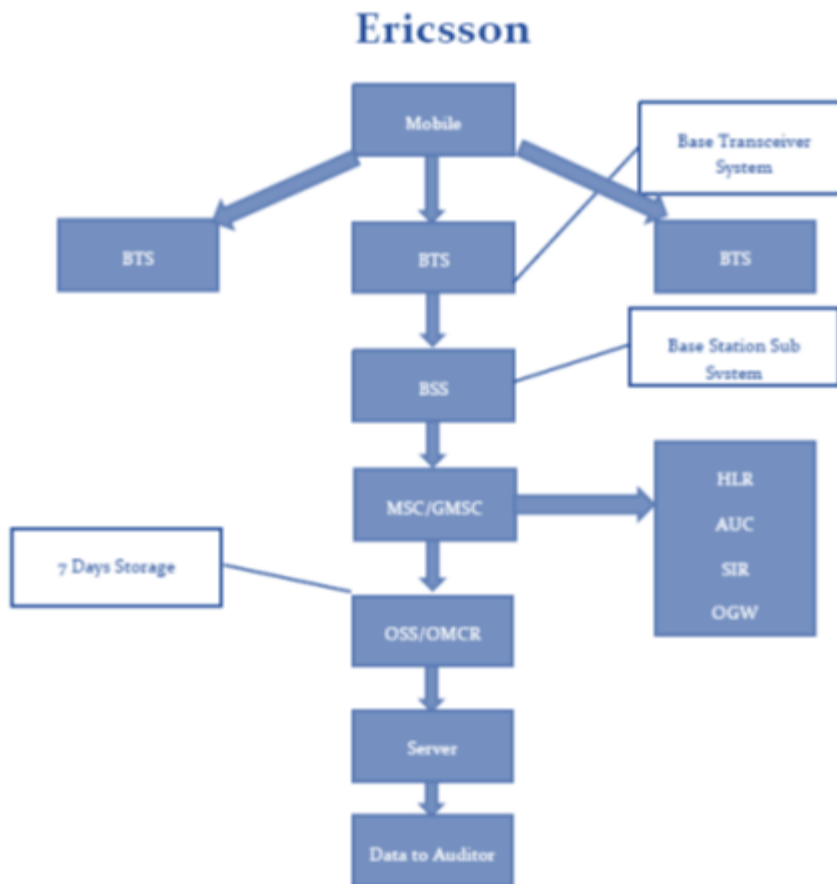 Ericsson
Mobile
Base Transceiver
System
BTS
BTS
BTS
Base Station Sub
System
BSS
HLR
MSC/GMSC
AUC
7 Days Storage
SIR
OGW
OSS/OMCR
Server
Data to Auditor